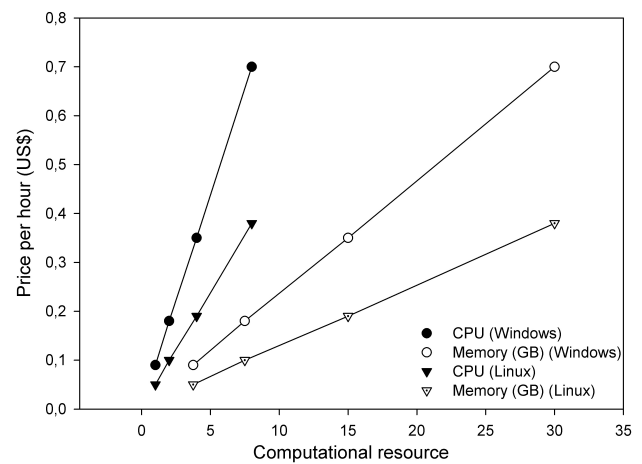 0,8
0,7
0,6
0,5
0,4
0,3
0,2
0,1
0,0
Price per hour (US$)
CPU (Windows)
Memory (GB) (Windows)
CPU (Linux)
Memory (GB) (Linux)
0 5 10 15 20 25 30 35
Computational resource